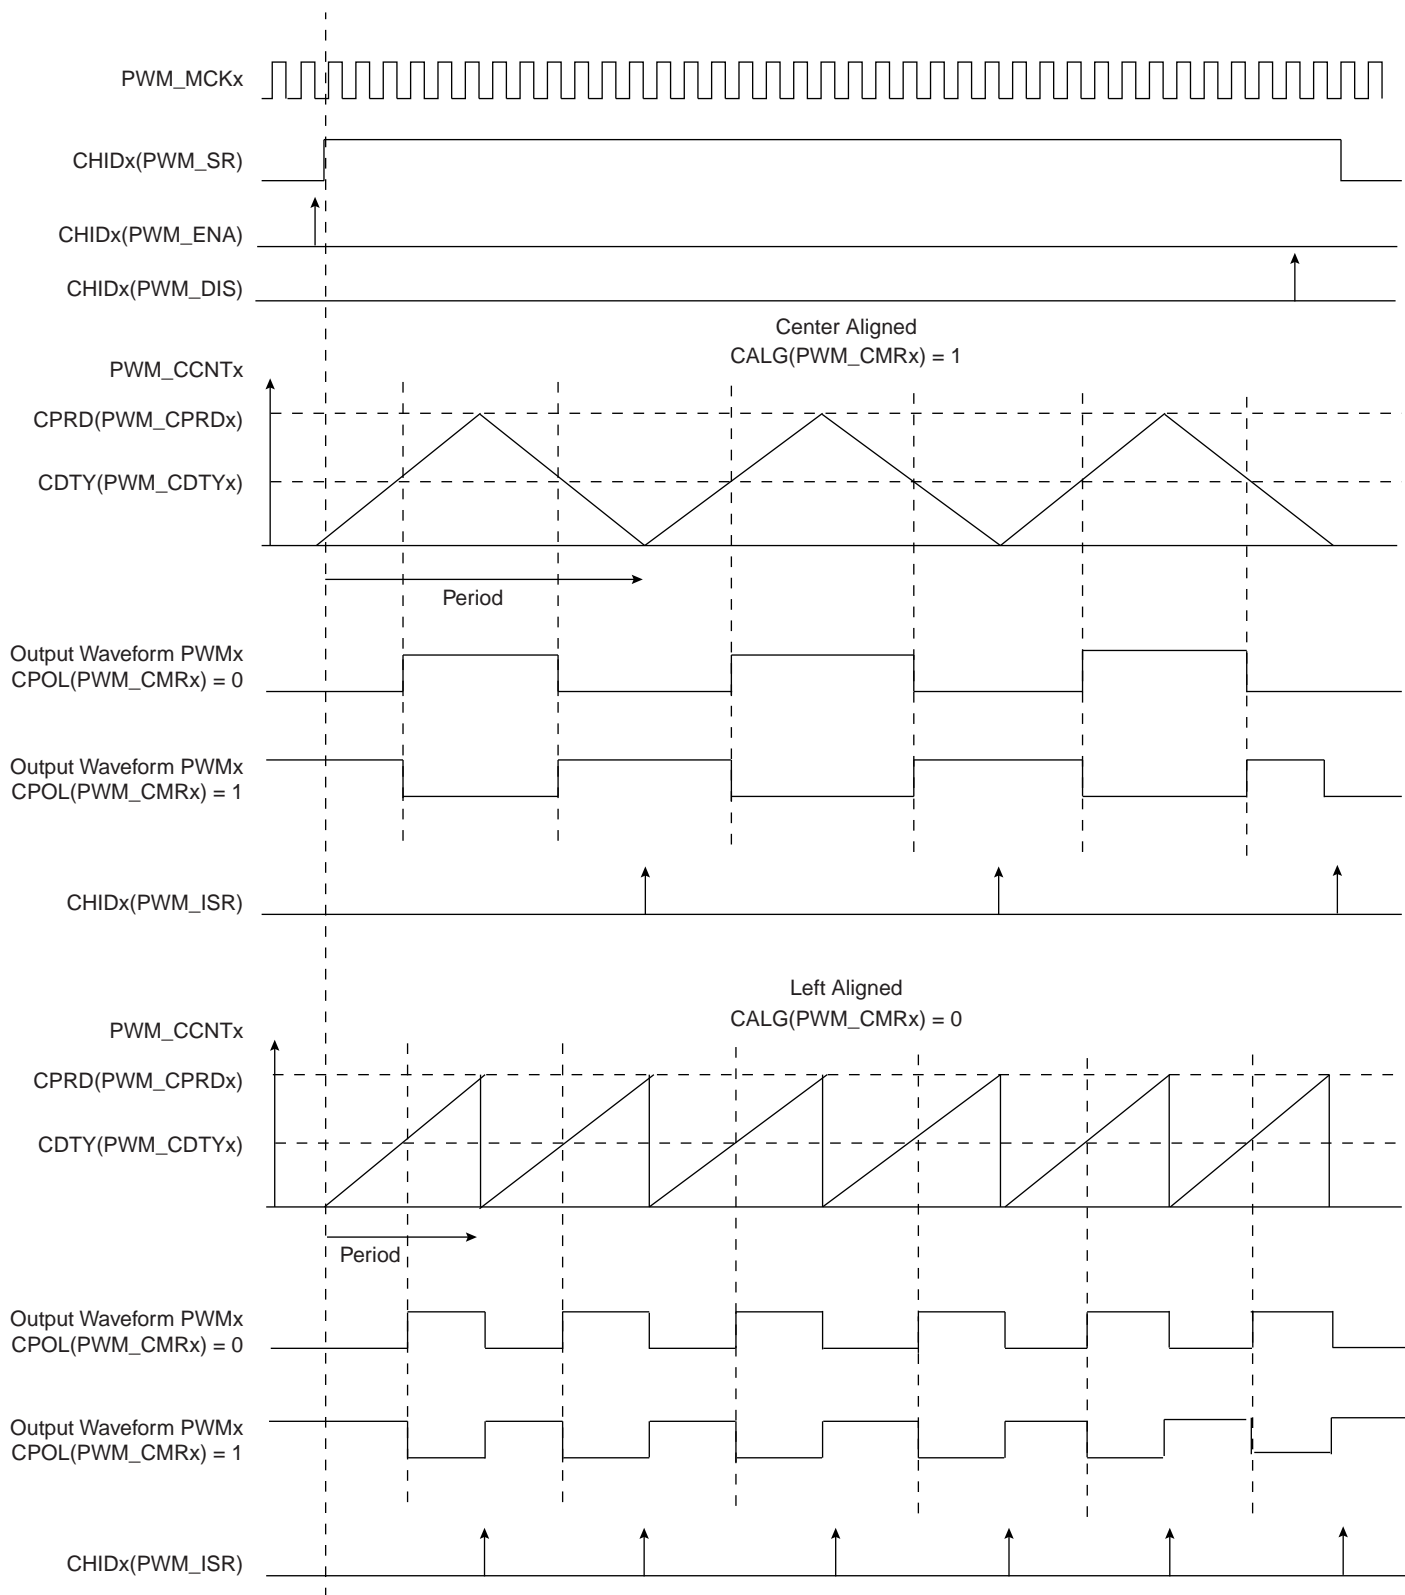 PWM_MCKx
CHIDx(PWM_SR)
CHIDx(PWM_ENA)
CHIDx(PWM_DIS)
Center Aligned
CALG(PWM_CMRx) = 1
PWM_CCNTx
CPRD(PWM_CPRDx)
CDTY(PWM_CDTYx)
Period
Output Waveform PWMx
CPOL(PWM_CMRx) = 0
Output Waveform PWMx
CPOL(PWM_CMRx) = 1
CHIDx(PWM_ISR)
Left Aligned
CALG(PWM_CMRx) = 0
PWM_CCNTx
CPRD(PWM_CPRDx)
CDTY(PWM_CDTYx)
Period
Output Waveform PWMx
CPOL(PWM_CMRx) = 0
Output Waveform PWMx
CPOL(PWM_CMRx) = 1
CHIDx(PWM_ISR)